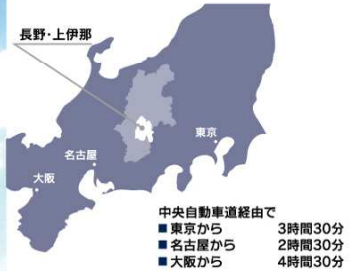 長野・上伊那
東京
名古屋
大阪
中央自動車道経由で
■東京から 3時間30分
■名古屋から 2時間30分
■大阪から 4時間30分